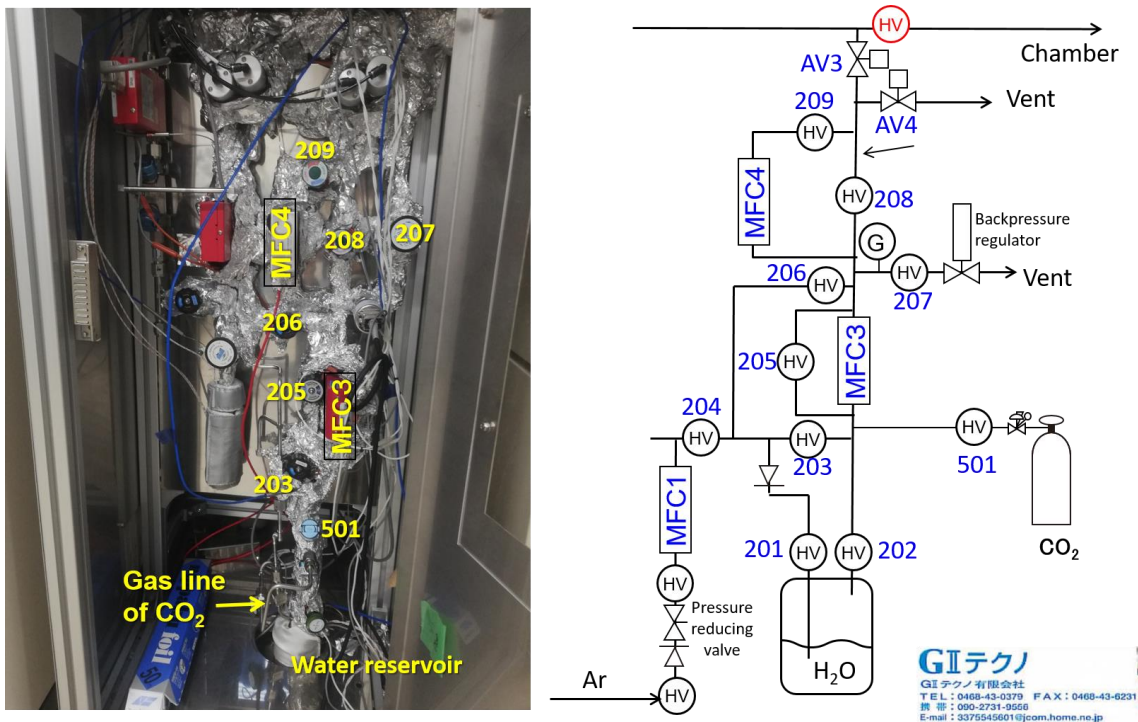 209
MFC4
208
207
206
205
MFC3
203
501
Gas line
of CO₂
foil
50
Water reservoir
HV
Chamber
AV3
Vent
AV4
209
HV
MFC4
HV
208
G
Backpressure
regulator
206
HV
HV
207
Vent
205
HV
MFC3
204
HV
HV
203
HV
501
MFC1
CO₂
201
HV
HV
202
HV
Pressure
reducing
valve
H₂O
Ar
HV
GⅡテクノ
GⅡテクノ有限会社
TEL：0468-43-0379 FAX：0468-43-6231
携帯：090-2731-9566
E-mail：3375545601@jcom.home.ne.jp